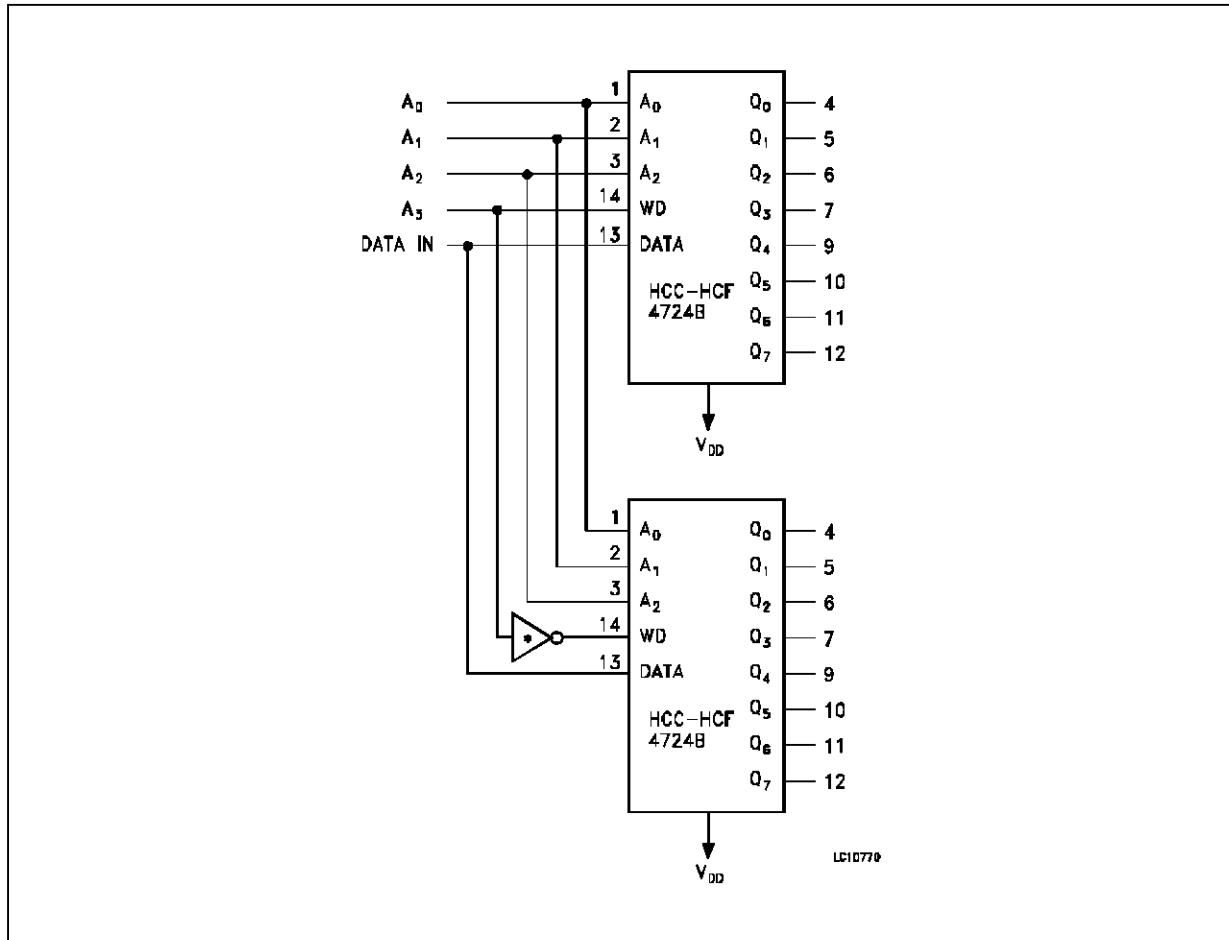 1
A₀ A₀ Q₀ 4
2
A₁ A₁ Q₁ 5
3
A₂ A₂ Q₂ 6
14
A₃ WD Q₃ 7
13
DATA IN DATA Q₄ 9
Q₅ 10
HCC-HCF
4724B
Q₆ 11
Q₇ 12
V_DD
1
A₀ Q₀ 4
2
A₁ Q₁ 5
3
A₂ Q₂ 6
14
* WD Q₃ 7
13
DATA Q₄ 9
Q₅ 10
HCC-HCF
4724B
Q₆ 11
Q₇ 12
V_DD
LC10770